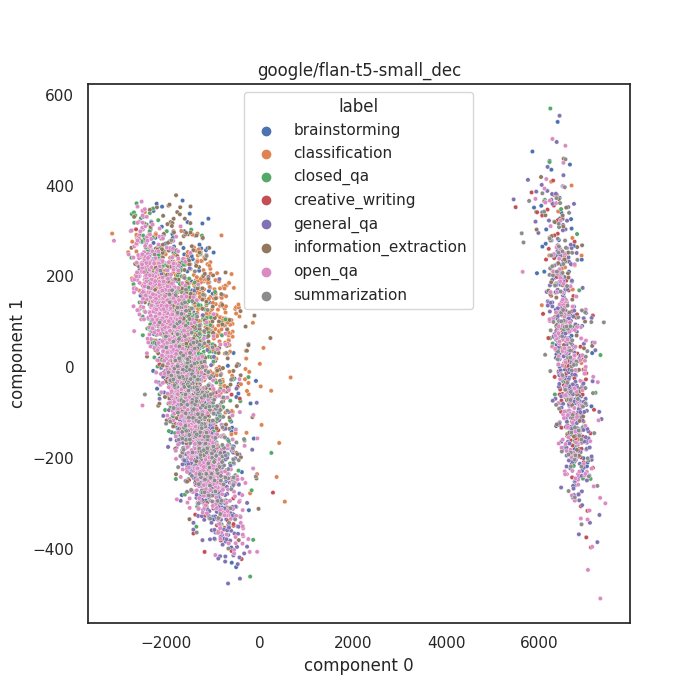 google/flan-t5-small_dec
label
brainstorming
classification
closed_qa
creative_writing
general_qa
information_extraction
open_qa
summarization
component 1
600
400
200
0
−200
−400
−2000
0
2000
4000
6000
component 0